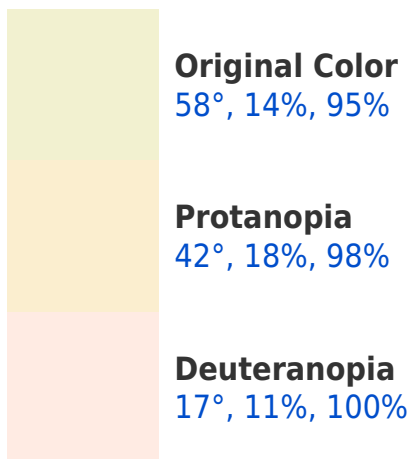 Original Color
58°, 14%, 95%
Protanopia
42°, 18%, 98%
Deuteranopia
17°, 11%, 100%